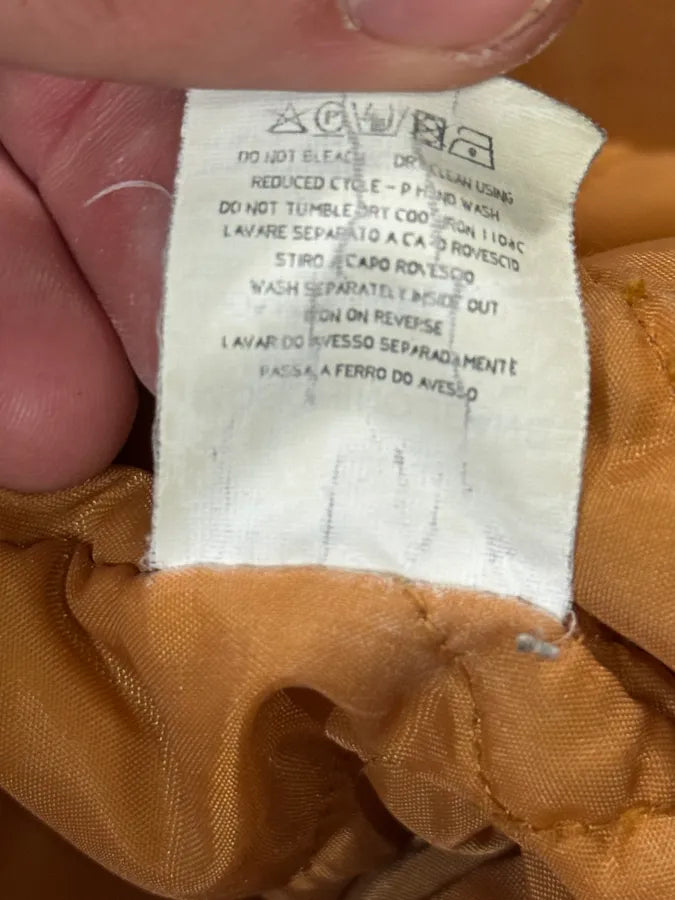 P
DO NOT BLEACH DRY CLEAN USING
REDUCED CYCLE - P HAND WASH
DO NOT TUMBLE DRY COOL IRON 110°C
LAVARE SEPARATO A CAPO ROVESCIO
STIRO A CAPO ROVESCIO
WASH SEPARATELY INSIDE OUT
IRON ON REVERSE
LAVAR DO AVESSO SEPARADAMENTE
PASSA A FERRO DO AVESSO